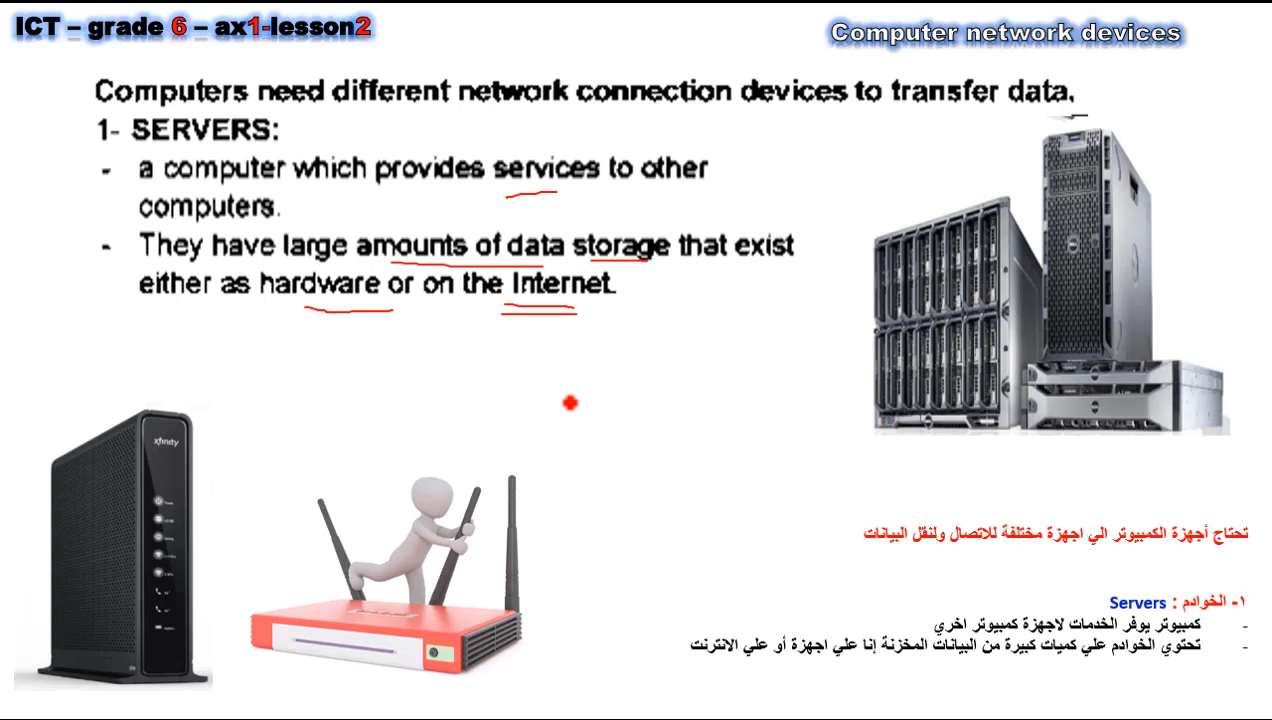 ICT – grade 6 – ax1-lesson2
Computer network devices
Computers need different network connection devices to transfer data.
1- SERVERS:
- a computer which provides services to other
computers.
- They have large amounts of data storage that exist
either as hardware or on the Internet.
xfinity
تحتاج أجهزة الكمبيوتر الي اجهزة مختلفة للاتصال ولنقل البيانات
١- الخوادم : Servers
- كمبيوتر يوفر الخدمات لاجهزة كمبيوتر اخري
- تحتوي الخوادم علي كميات كبيرة من البيانات المخزنة إنا علي اجهزة أو علي الانترنت